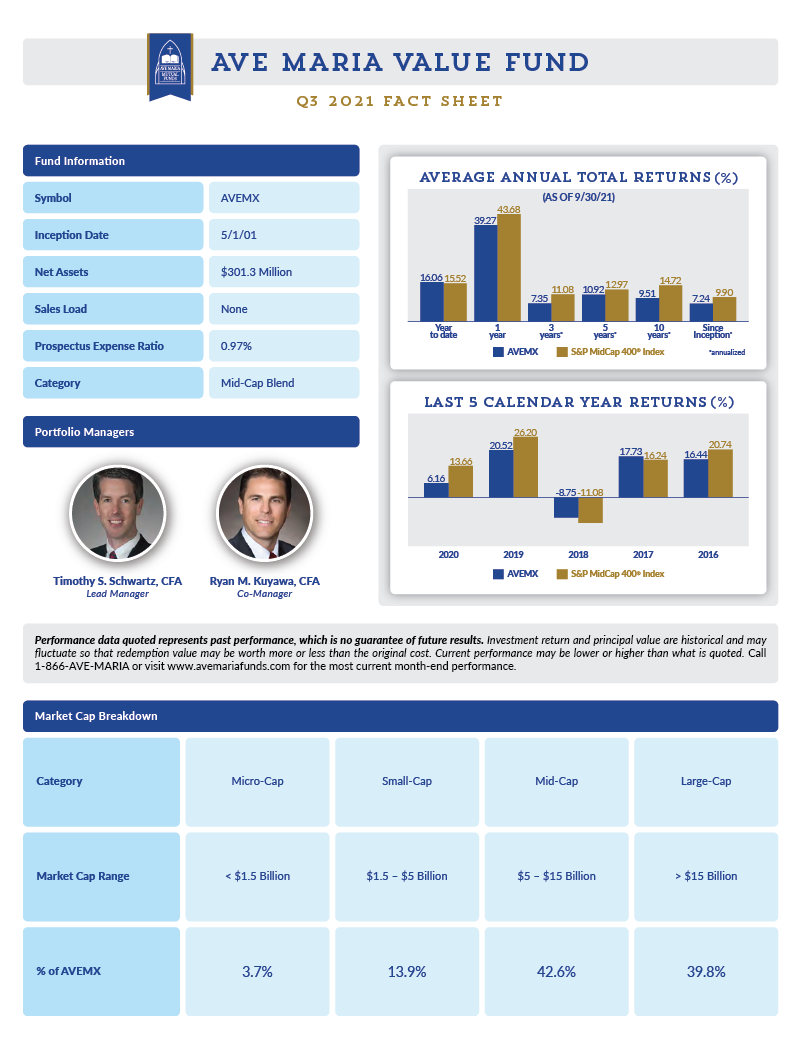 AVE MARIA
MUTUAL
FUNDS
AVE MARIA VALUE FUND
Q3 2021 FACT SHEET
Fund Information
Symbol AVEMX
Inception Date 5/1/01
Net Assets $301.3 Million
Sales Load None
Prospectus Expense Ratio 0.97%
Category Mid-Cap Blend
Portfolio Managers
Timothy S. Schwartz, CFA
Lead Manager
Ryan M. Kuyawa, CFA
Co-Manager
AVERAGE ANNUAL TOTAL RETURNS (%)
(AS OF 9/30/21)
16.06 15.52 39.27 43.68 7.35 11.08 10.92 12.97 9.51 14.72 7.24 9.90
Year 1 3 5 10 Since
to date year years* years* years* Inception*
AVEMX S&P MidCap 400® Index *annualized
LAST 5 CALENDAR YEAR RETURNS (%)
6.16 13.66 20.52 26.20 -8.75 -11.08 17.73 16.24 16.44 20.74
2020 2019 2018 2017 2016
AVEMX S&P MidCap 400® Index
Performance data quoted represents past performance, which is no guarantee of future results. Investment return and principal value are historical and may
fluctuate so that redemption value may be worth more or less than the original cost. Current performance may be lower or higher than what is quoted. Call
1-866-AVE-MARIA or visit www.avemariafunds.com for the most current month-end performance.
Market Cap Breakdown
Category Micro-Cap Small-Cap Mid-Cap Large-Cap
Market Cap Range < $1.5 Billion $1.5 – $5 Billion $5 – $15 Billion > $15 Billion
% of AVEMX 3.7% 13.9% 42.6% 39.8%